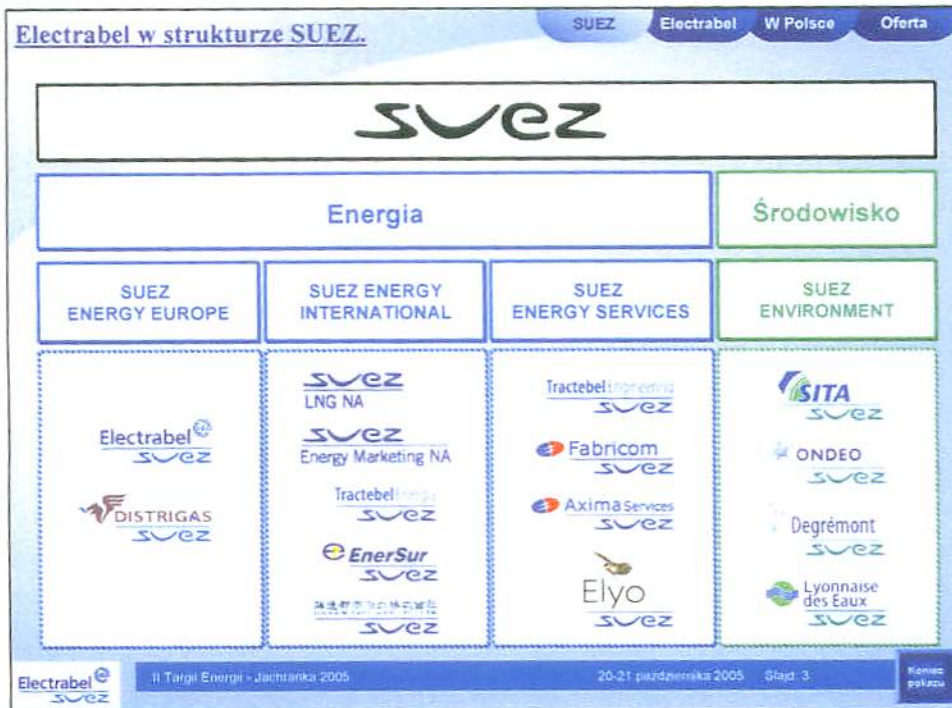 Electrabel w strukturze SUEZ.
SUEZ Electrabel W Polsce Oferta
suez
Energia
Środowisko
SUEZ
ENERGY EUROPE
SUEZ ENERGY
INTERNATIONAL
SUEZ
ENERGY SERVICES
SUEZ
ENVIRONMENT
Electrabel
suez
DISTRIGAS
suez
suez
LNG NA
suez
Energy Marketing NA
Tractebel Energia
suez
EnerSur
suez
suez
Tractebel Engineering
suez
Fabricom
suez
Axima Services
suez
Elyo
suez
SITA
suez
ONDEO
suez
Degrémont
suez
Lyonnaise
des Eaux
suez
Electrabel
suez
II Targi Energii - Jachranka 2005
20-21 października 2005 Slajd 3
Koniec
pokazu